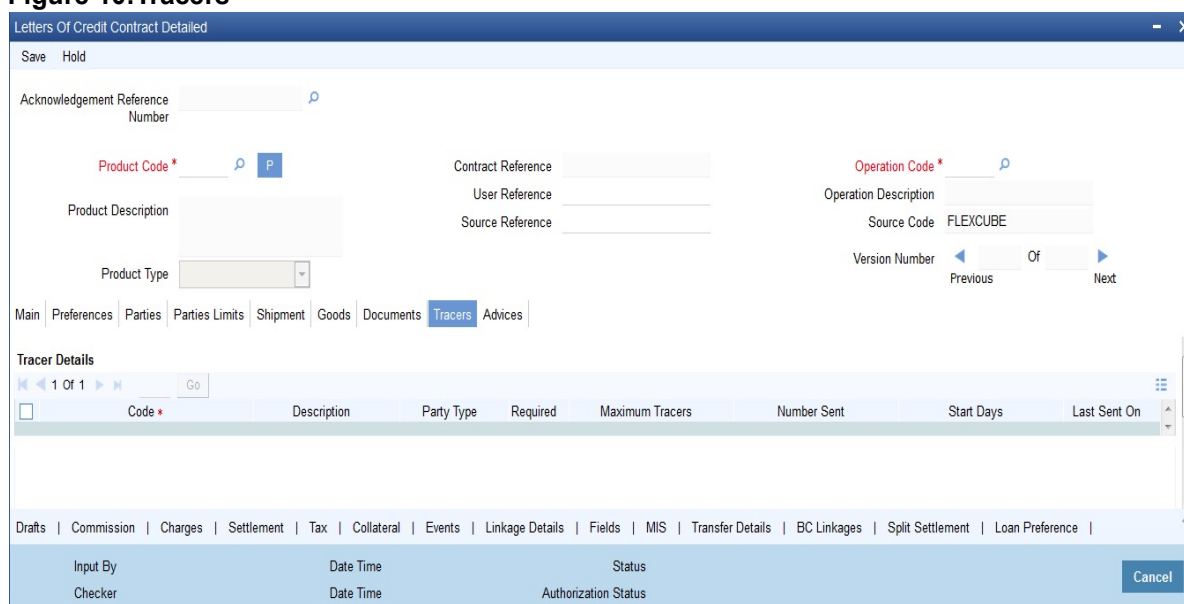 Figure 10:Tracers
Letters Of Credit Contract Detailed
Save Hold
Acknowledgement Reference
Number
Product Code * P Contract Reference Operation Code *
User Reference Operation Description
Product Description
Source Reference Source Code FLEXCUBE
Version Number Of
Product Type Previous Next
Main Preferences Parties Parties Limits Shipment Goods Documents Tracers Advices
Tracer Details
1 Of 1 Go
Code * Description Party Type Required Maximum Tracers Number Sent Start Days Last Sent On
Drafts | Commission | Charges | Settlement | Tax | Collateral | Events | Linkage Details | Fields | MIS | Transfer Details | BC Linkages | Split Settlement | Loan Preference |
Input By Date Time Status
Cancel
Checker Date Time Authorization Status